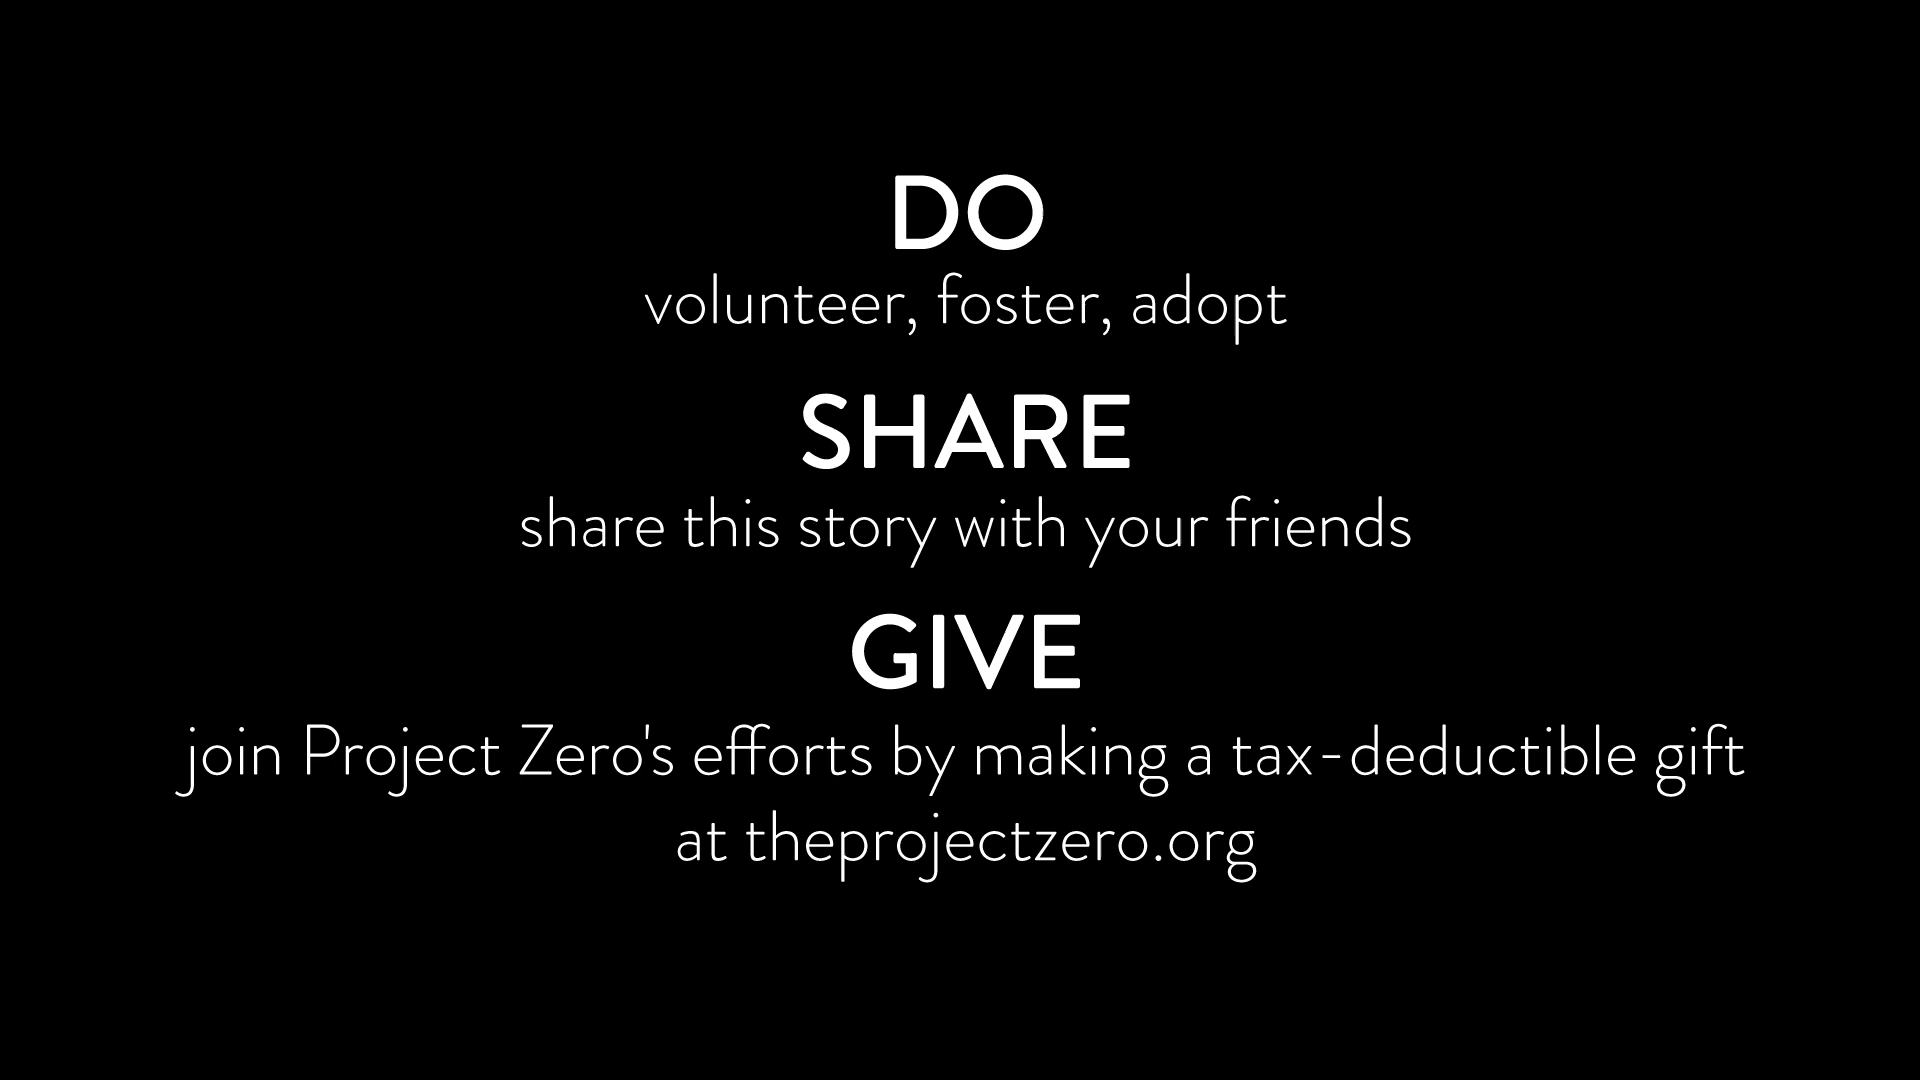 DO
volunteer, foster, adopt
SHARE
share this story with your friends
GIVE
join Project Zero's efforts by making a tax-deductible gift
at theprojectzero.org